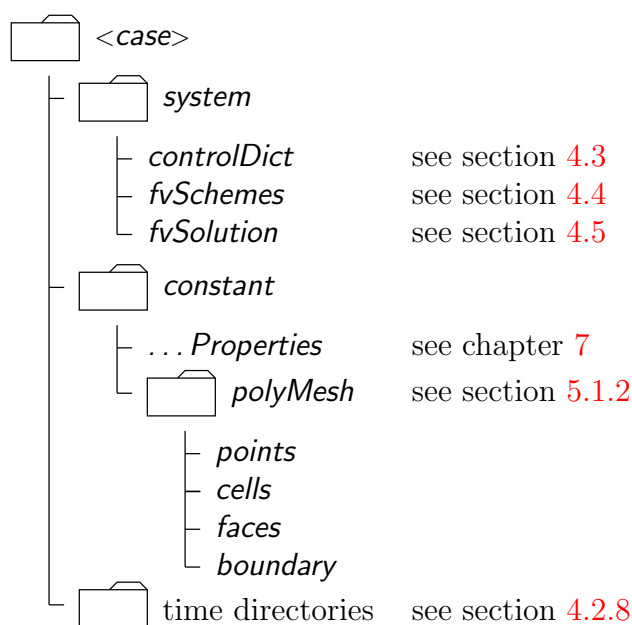 <case>
system
controlDict see section 4.3
fvSchemes see section 4.4
fvSolution see section 4.5
constant
...Properties see chapter 7
polyMesh see section 5.1.2
points
cells
faces
boundary
time directories see section 4.2.8